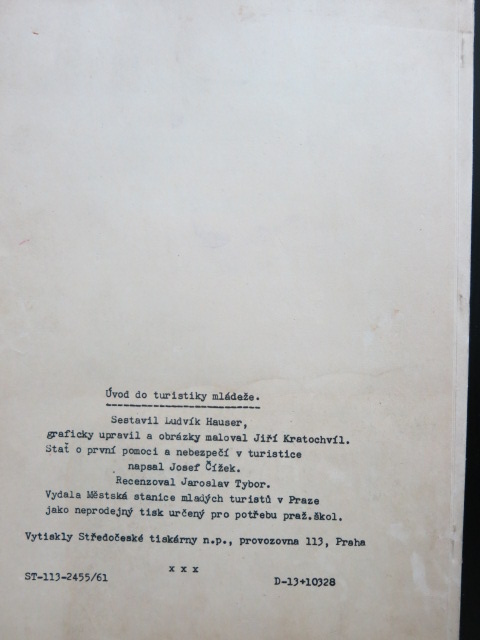 Úvod do turistiky mládeže.
Sestavil Ludvík Hauser,
graficky upravil a obrázky maloval Jiří Kratochvíl.
Stať o první pomoci a nebezpečí v turistice
napsal Josef Čížek.
Recenzoval Jaroslav Tybor.
Vydala Městská stanice mladých turistů v Praze
jako neprodejný tisk určený pro potřebu praž.škol.
Vytiskly Středočeské tiskárny n.p., provozovna 113, Praha
x x x
ST-113-2455/61 D-13+10328